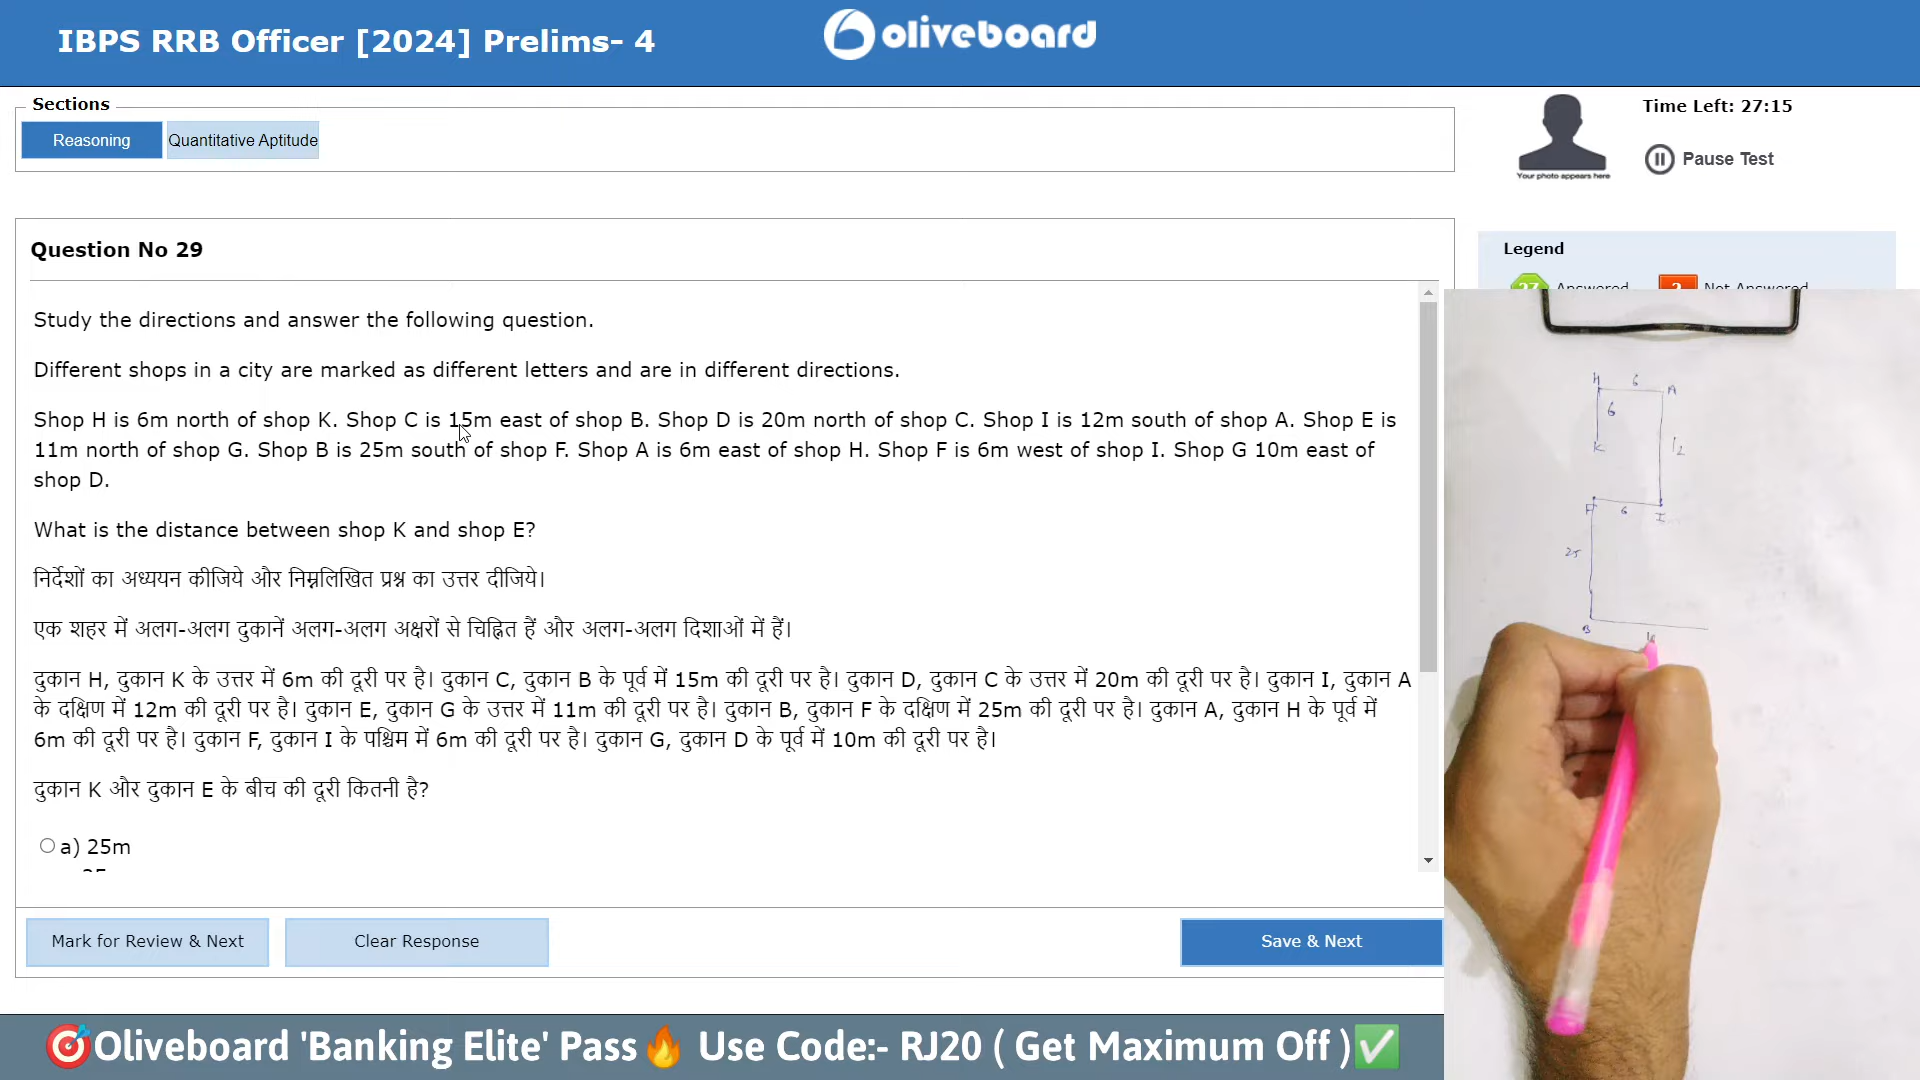 IBPS RRB Officer [2024] Prelims- 4
oliveboard
Sections
Reasoning
Quantitative Aptitude
Your photo appears here
Time Left: 27:15
Pause Test
Question No 29
Legend
27 Answered
2 Not Answered
Study the directions and answer the following question.
Different shops in a city are marked as different letters and are in different directions.
Shop H is 6m north of shop K. Shop C is 15m east of shop B. Shop D is 20m north of shop C. Shop I is 12m south of shop A. Shop E is
11m north of shop G. Shop B is 25m south of shop F. Shop A is 6m east of shop H. Shop F is 6m west of shop I. Shop G 10m east of
shop D.
What is the distance between shop K and shop E?
निर्देशों का अध्ययन कीजिये और निम्नलिखित प्रश्न का उत्तर दीजिये।
एक शहर में अलग-अलग दुकानें अलग-अलग अक्षरों से चिह्नित हैं और अलग-अलग दिशाओं में हैं।
दुकान H, दुकान K के उत्तर में 6m की दूरी पर है। दुकान C, दुकान B के पूर्व में 15m की दूरी पर है। दुकान D, दुकान C के उत्तर में 20m की दूरी पर है। दुकान I, दुकान A
के दक्षिण में 12m की दूरी पर है। दुकान E, दुकान G के उत्तर में 11m की दूरी पर है। दुकान B, दुकान F के दक्षिण में 25m की दूरी पर है। दुकान A, दुकान H के पूर्व में
6m की दूरी पर है। दुकान F, दुकान I के पश्चिम में 6m की दूरी पर है। दुकान G, दुकान D के पूर्व में 10m की दूरी पर है।
दुकान K और दुकान E के बीच की दूरी कितनी है?
a) 25m
Mark for Review & Next
Clear Response
Save & Next
H 6 A
6
K 12
F 6 I
25
B
Oliveboard 'Banking Elite' Pass Use Code:- RJ20 ( Get Maximum Off )